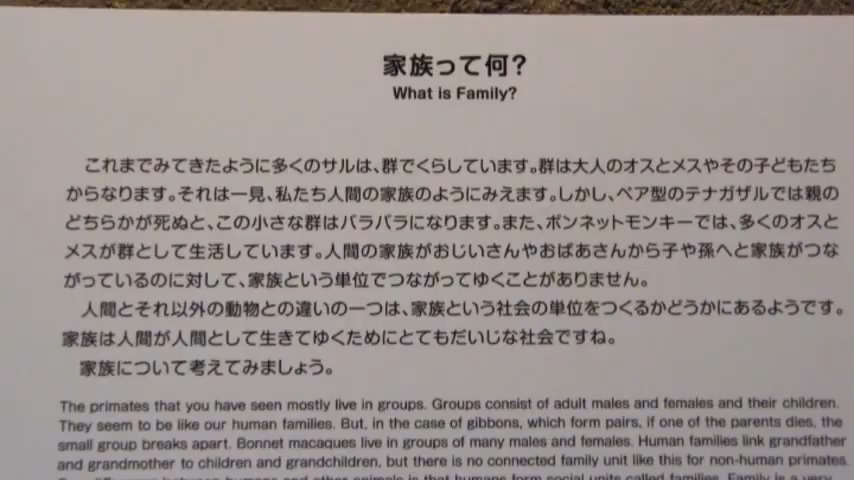 家族って何?
What is Family?
これまでみてきたように多くのサルは、群でくらしています。群は大人のオスとメスやその子どもたち
からなります。それは一見、私たち人間の家族のようにみえます。しかし、ペア型のテナガザルでは親の
どちらかが死ぬと、この小さな群はバラバラになります。また、ボンネットモンキーでは、多くのオスと
メスが群として生活しています。人間の家族がおじいさんやおばあさんから子や孫へと家族がつな
がっているのに対して、家族という単位でつながってゆくことがありません。
人間とそれ以外の動物との違いの一つは、家族という社会の単位をつくるかどうかにあるようです。
家族は人間が人間として生きてゆくためにとてもだいじな社会ですね。
家族について考えてみましょう。
The primates that you have seen mostly live in groups. Groups consist of adult males and females and their children.
They seem to be like our human families. But, in the case of gibbons, which form pairs, if one of the parents dies, the
small group breaks apart. Bonnet macaques live in groups of many males and females. Human families link grandfather
and grandmother to children and grandchildren, but there is no connected family unit like this for non-human primates.
difference between humans and other animals is that humans form social units called families. Family is a very